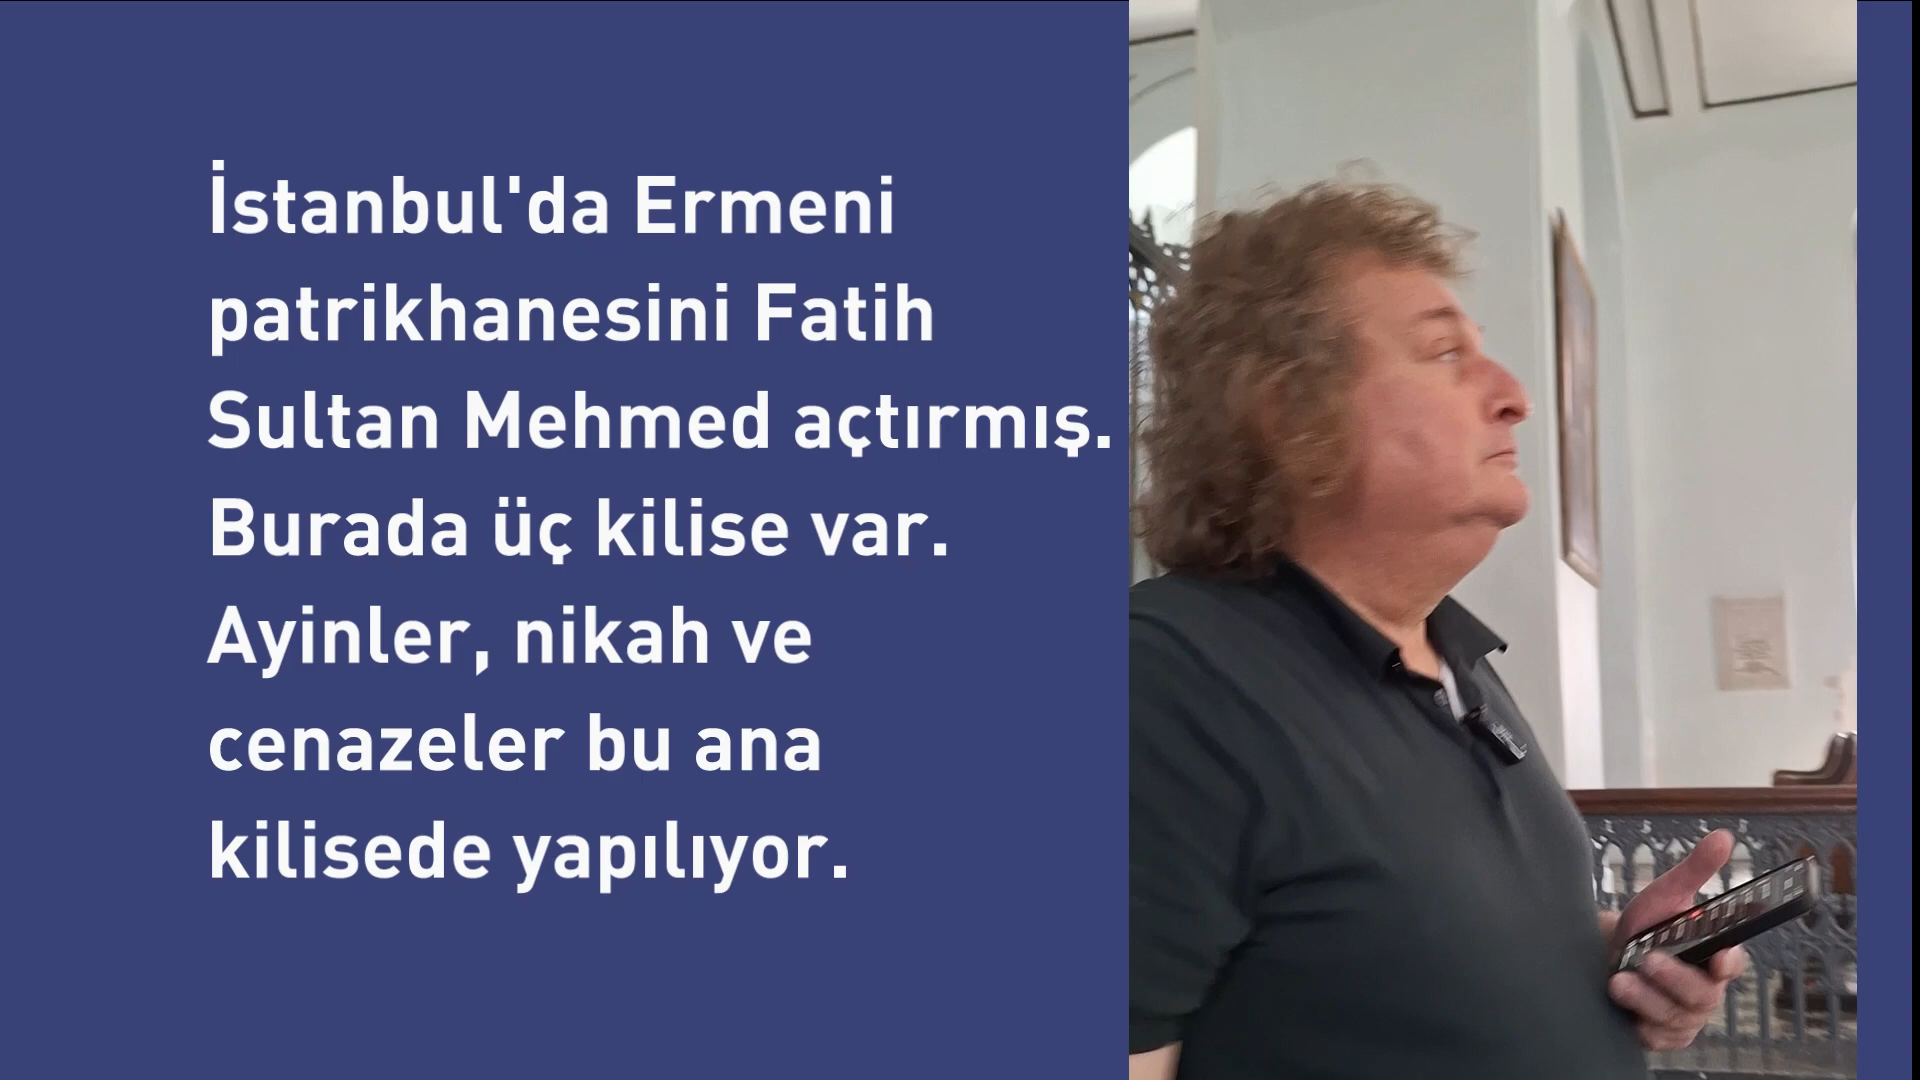 İstanbul'da Ermeni
patrikhanesini Fatih
Sultan Mehmed açtırmış.
Burada üç kilise var.
Ayinler, nikah ve
cenazeler bu ana
kilisede yapılıyor.